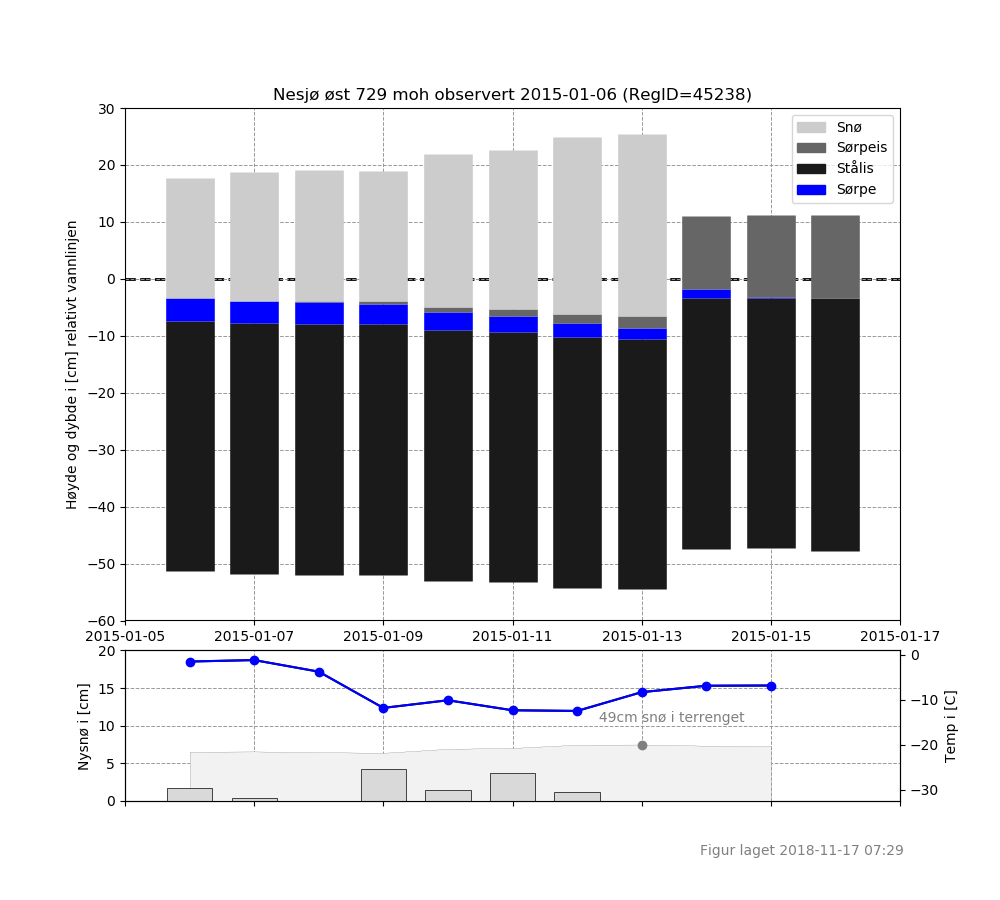 Nesjø øst 729 moh observert 2015-01-06 (RegID=45238)
Høyde og dybde i [cm] relativt vannlinjen
30
20
10
0
−10
−20
−30
−40
−50
−60
Snø
Sørpeis
Stålis
Sørpe
2015-01-05 2015-01-07 2015-01-09 2015-01-11 2015-01-13 2015-01-15 2015-01-17
Nysnø i [cm]
20
15
10
5
0
49cm snø i terrenget
0
−10
−20
−30
Temp i [C]
Figur laget 2018-11-17 07:29